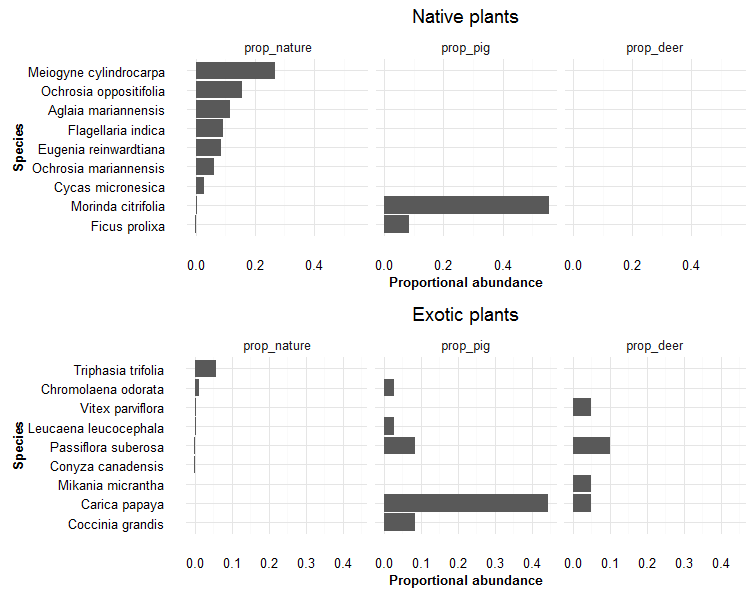 Native plants
prop_nature prop_pig prop_deer
Meiogyne cylindrocarpa
Ochrosia oppositifolia
Aglaia mariannensis
Flagellaria indica
Eugenia reinwardtiana
Ochrosia mariannensis
Cycas micronesica
Morinda citrifolia
Ficus prolixa
Species
0.0 0.2 0.4 0.0 0.2 0.4 0.0 0.2 0.4
Proportional abundance
Exotic plants
prop_nature prop_pig prop_deer
Triphasia trifolia
Chromolaena odorata
Vitex parviflora
Leucaena leucocephala
Passiflora suberosa
Conyza canadensis
Mikania micrantha
Carica papaya
Coccinia grandis
Species
0.0 0.1 0.2 0.3 0.4 0.0 0.1 0.2 0.3 0.4 0.0 0.1 0.2 0.3 0.4
Proportional abundance